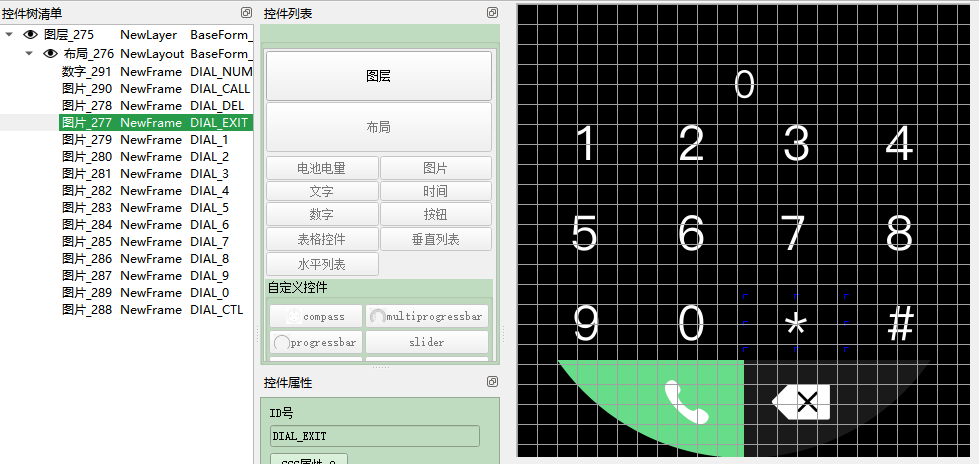 控件树清单
图层_275 NewLayer BaseForm_
布局_276 NewLayout BaseForm_
数字_291 NewFrame DIAL_NUM
图片_290 NewFrame DIAL_CALL
图片_278 NewFrame DIAL_DEL
图片_277 NewFrame DIAL_EXIT
图片_279 NewFrame DIAL_1
图片_280 NewFrame DIAL_2
图片_281 NewFrame DIAL_3
图片_282 NewFrame DIAL_4
图片_283 NewFrame DIAL_5
图片_284 NewFrame DIAL_6
图片_285 NewFrame DIAL_7
图片_286 NewFrame DIAL_8
图片_287 NewFrame DIAL_9
图片_289 NewFrame DIAL_0
图片_288 NewFrame DIAL_CTL
控件列表
图层
布局
电池电量 图片
文字 时间
数字 按钮
表格控件 垂直列表
水平列表
自定义控件
compass multiprogressbar
progressbar slider
控件属性
ID号
DIAL_EXIT
0
1 2 3 4
5 6 7 8
9 0 * #